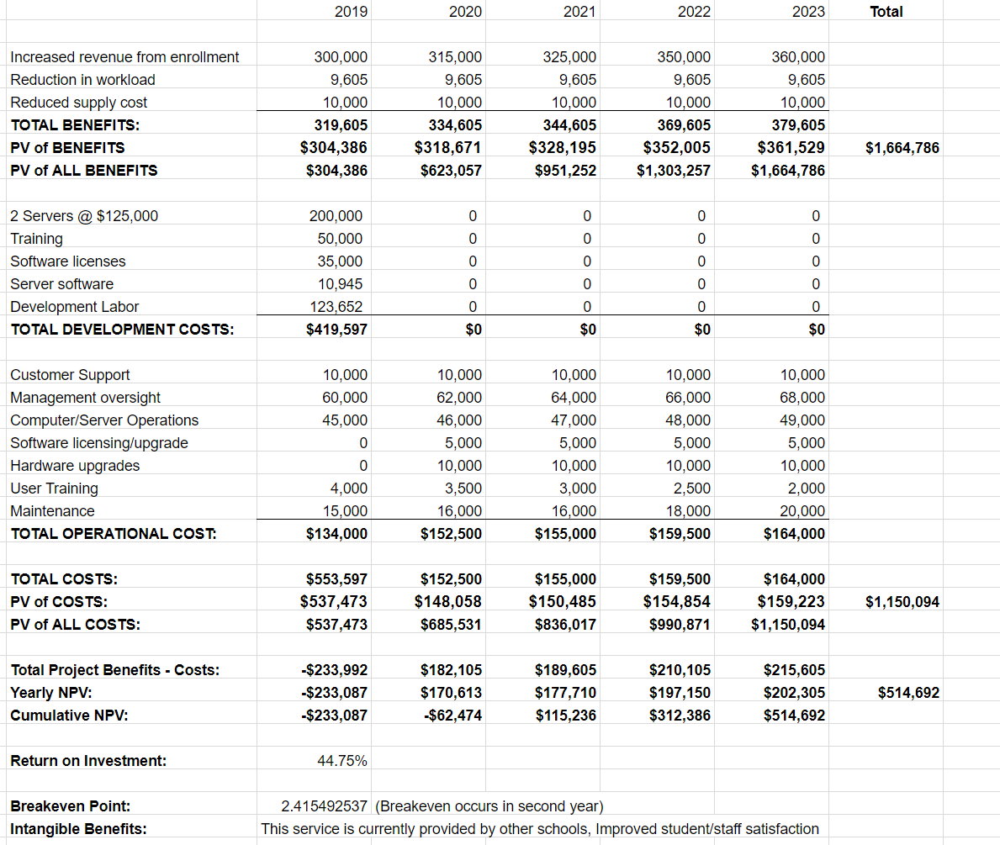 2019 2020 2021 2022 2023 Total
Increased revenue from enrollment 300,000 315,000 325,000 350,000 360,000
Reduction in workload 9,605 9,605 9,605 9,605 9,605
Reduced supply cost 10,000 10,000 10,000 10,000 10,000
TOTAL BENEFITS: 319,605 334,605 344,605 369,605 379,605
PV of BENEFITS $304,386 $318,671 $328,195 $352,005 $361,529 $1,664,786
PV of ALL BENEFITS $304,386 $623,057 $951,252 $1,303,257 $1,664,786
2 Servers @ $125,000 200,000 0 0 0 0
Training 50,000 0 0 0 0
Software licenses 35,000 0 0 0 0
Server software 10,945 0 0 0 0
Development Labor 123,652 0 0 0 0
TOTAL DEVELOPMENT COSTS: $419,597 $0 $0 $0 $0
Customer Support 10,000 10,000 10,000 10,000 10,000
Management oversight 60,000 62,000 64,000 66,000 68,000
Computer/Server Operations 45,000 46,000 47,000 48,000 49,000
Software licensing/upgrade 0 5,000 5,000 5,000 5,000
Hardware upgrades 0 10,000 10,000 10,000 10,000
User Training 4,000 3,500 3,000 2,500 2,000
Maintenance 15,000 16,000 16,000 18,000 20,000
TOTAL OPERATIONAL COST: $134,000 $152,500 $155,000 $159,500 $164,000
TOTAL COSTS: $553,597 $152,500 $155,000 $159,500 $164,000
PV of COSTS: $537,473 $148,058 $150,485 $154,854 $159,223 $1,150,094
PV of ALL COSTS: $537,473 $685,531 $836,017 $990,871 $1,150,094
Total Project Benefits - Costs: -$233,992 $182,105 $189,605 $210,105 $215,605
Yearly NPV: -$233,087 $170,613 $177,710 $197,150 $202,305 $514,692
Cumulative NPV: -$233,087 -$62,474 $115,236 $312,386 $514,692
Return on Investment: 44.75%
Breakeven Point: 2.415492537 (Breakeven occurs in second year)
Intangible Benefits: This service is currently provided by other schools, Improved student/staff satisfaction